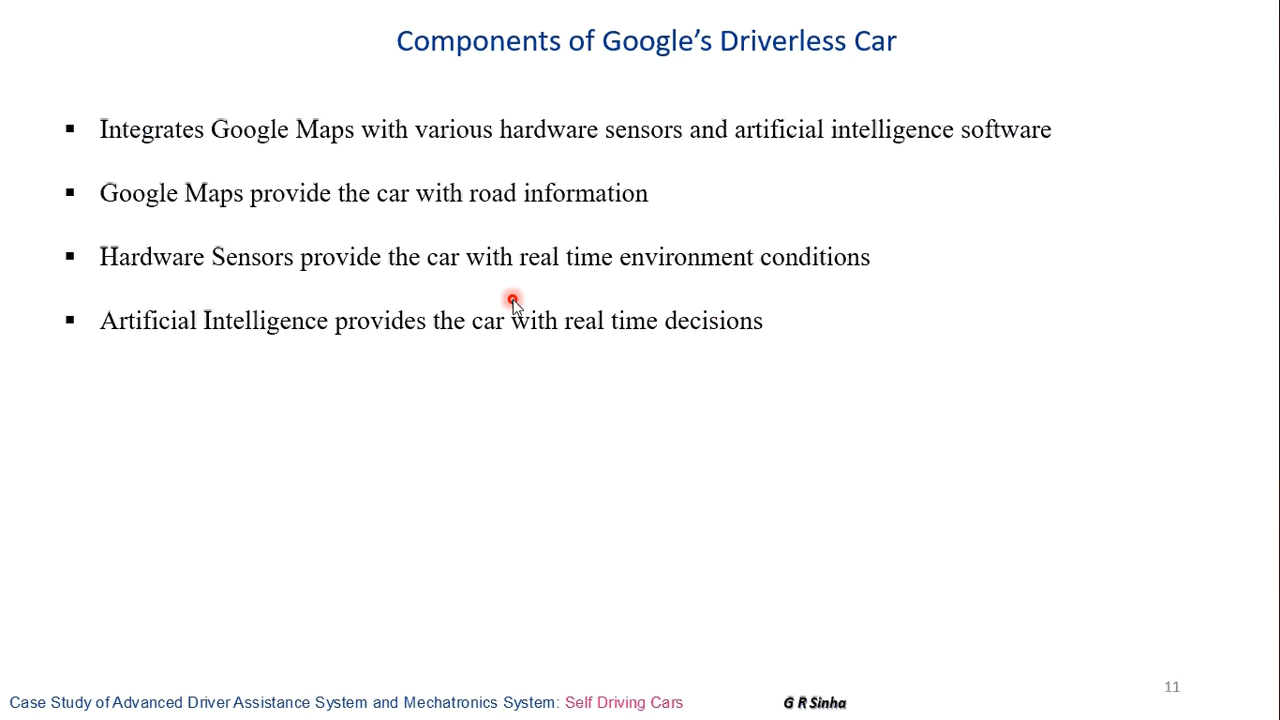 Components of Google's Driverless Car
▪ Integrates Google Maps with various hardware sensors and artificial intelligence software
▪ Google Maps provide the car with road information
▪ Hardware Sensors provide the car with real time environment conditions
▪ Artificial Intelligence provides the car with real time decisions
11
Case Study of Advanced Driver Assistance System and Mechatronics System: Self Driving Cars G R Sinha